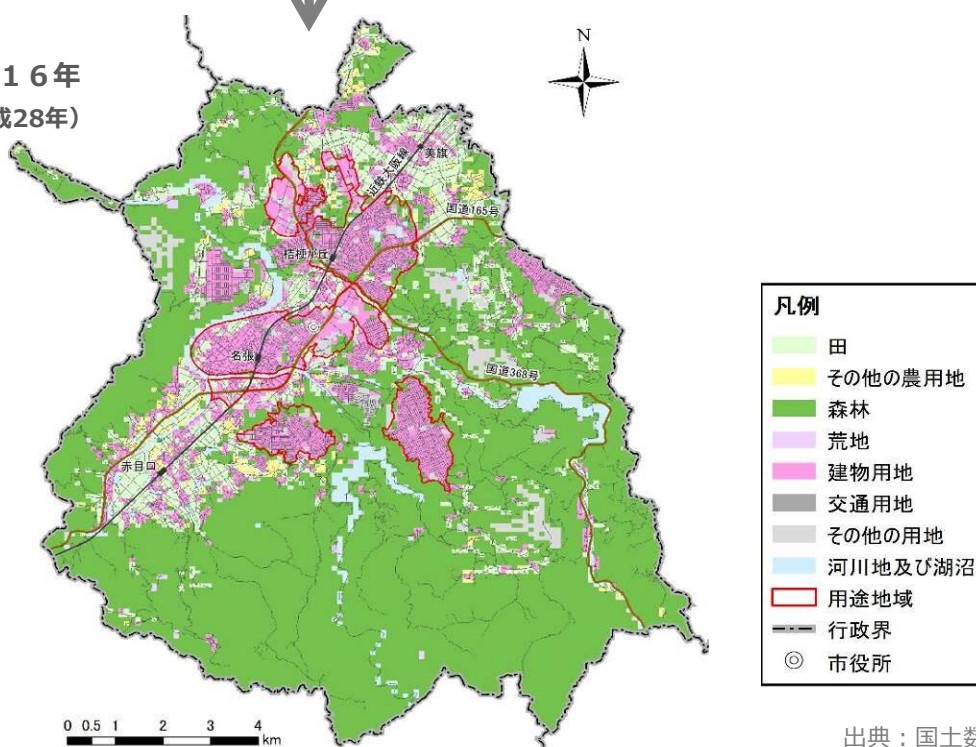 16年
成28年）
N
美旗
近鉄大阪線
国道165号
桔梗が丘
名張
国道368号
赤目口
凡例
田
その他の農用地
森林
荒地
建物用地
交通用地
その他の用地
河川地及び湖沼
用途地域
行政界
市役所
0 0.5 1 2 3 4
km
出典：国土数